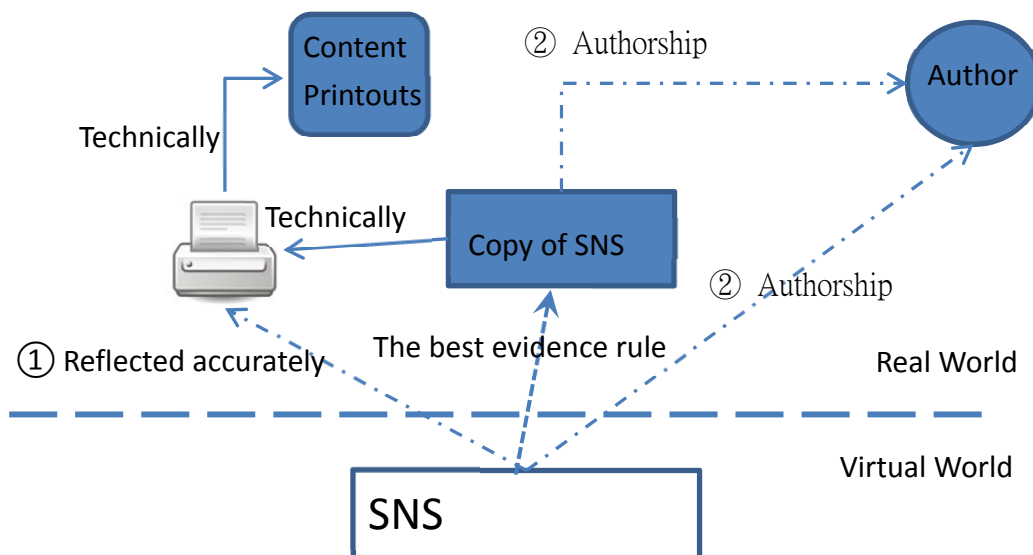 Content
Printouts
② Authorship
Author
Technically
Technically
Copy of SNS
② Authorship
① Reflected accurately
The best evidence rule
Real World
Virtual World
SNS